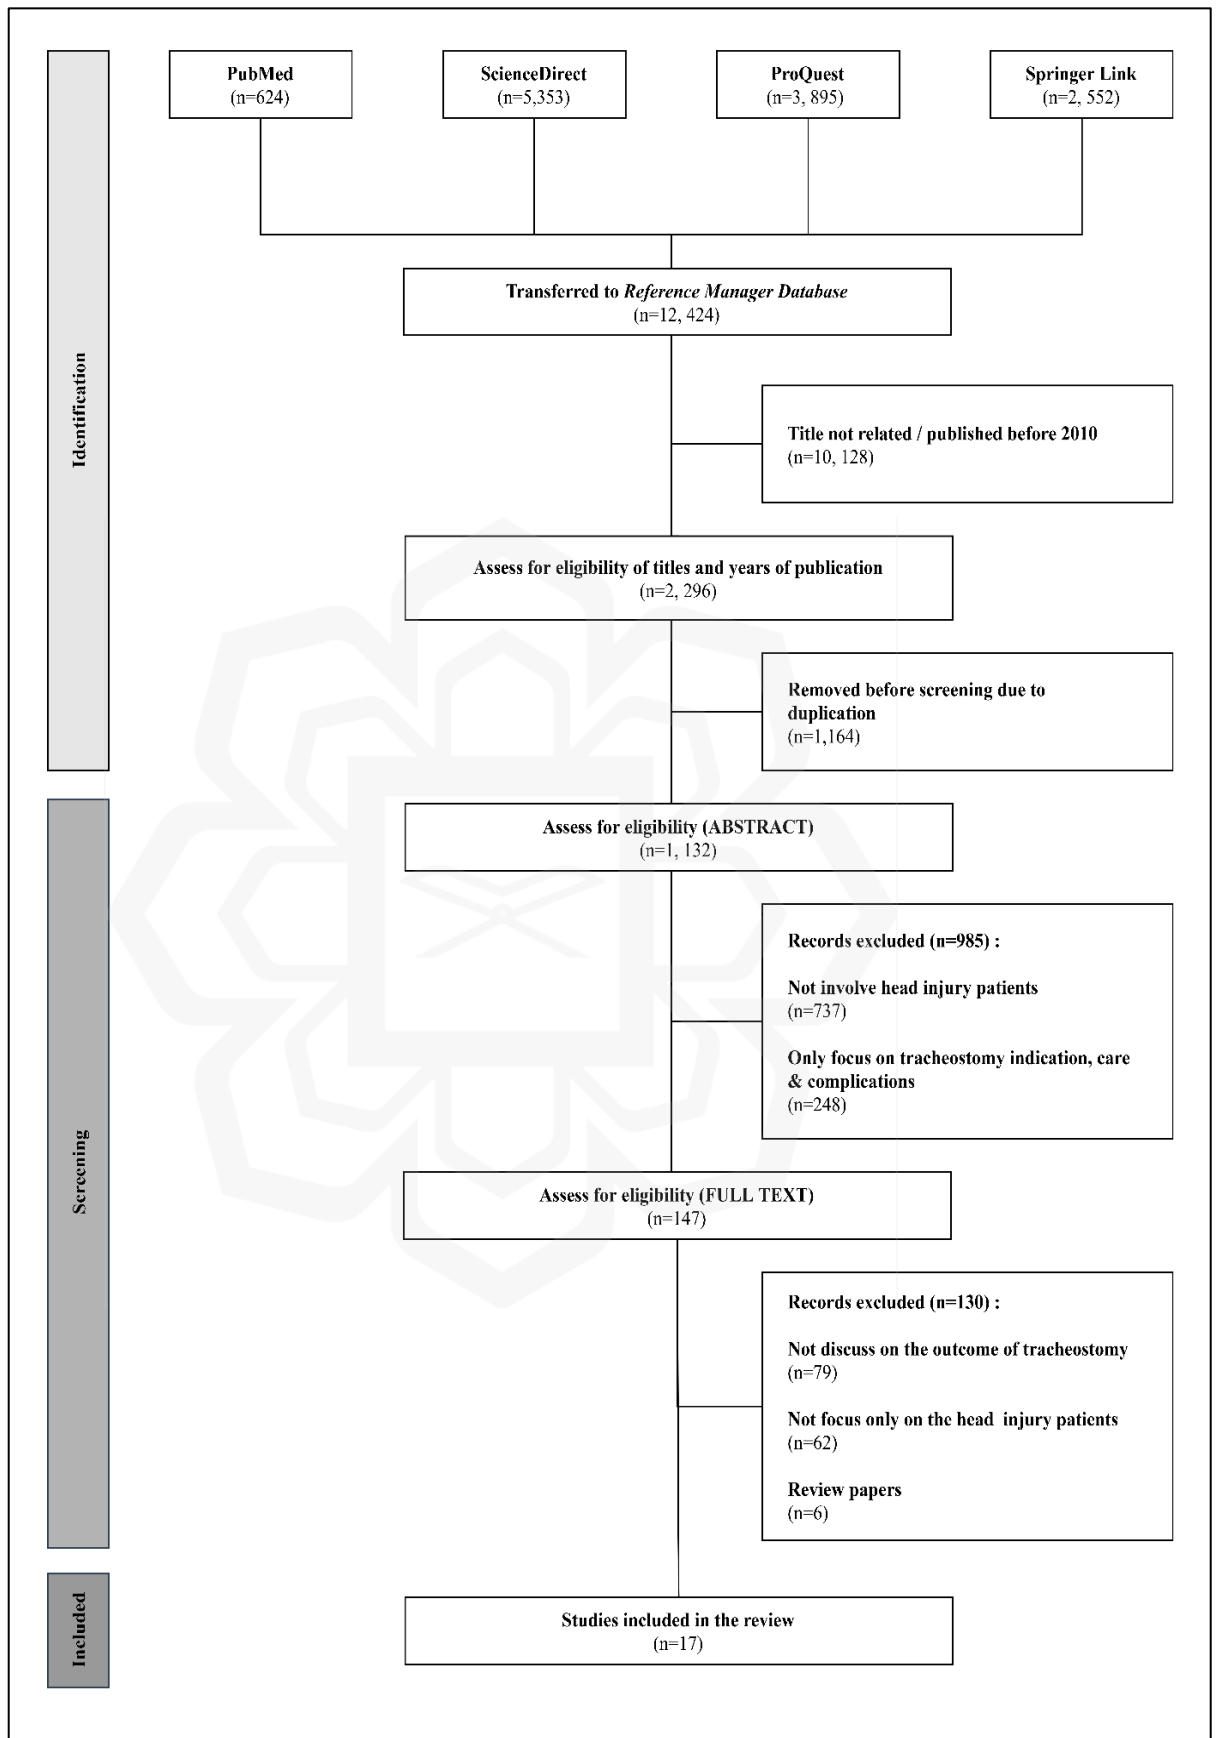 PubMed
(n=624)
ScienceDirect
(n=5,353)
ProQuest
(n=3, 895)
Springer Link
(n=2, 552)
Transferred to Reference Manager Database
(n=12, 424)
Identification
Title not related / published before 2010
(n=10, 128)
Assess for eligibility of titles and years of publication
(n=2, 296)
Removed before screening due to
duplication
(n=1,164)
Assess for eligibility (ABSTRACT)
(n=1, 132)
Screening
Records excluded (n=985) :
Not involve head injury patients
(n=737)
Only focus on tracheostomy indication, care
& complications
(n=248)
Assess for eligibility (FULL TEXT)
(n=147)
Records excluded (n=130) :
Not discuss on the outcome of tracheostomy
(n=79)
Not focus only on the head injury patients
(n=62)
Review papers
(n=6)
Included
Studies included in the review
(n=17)